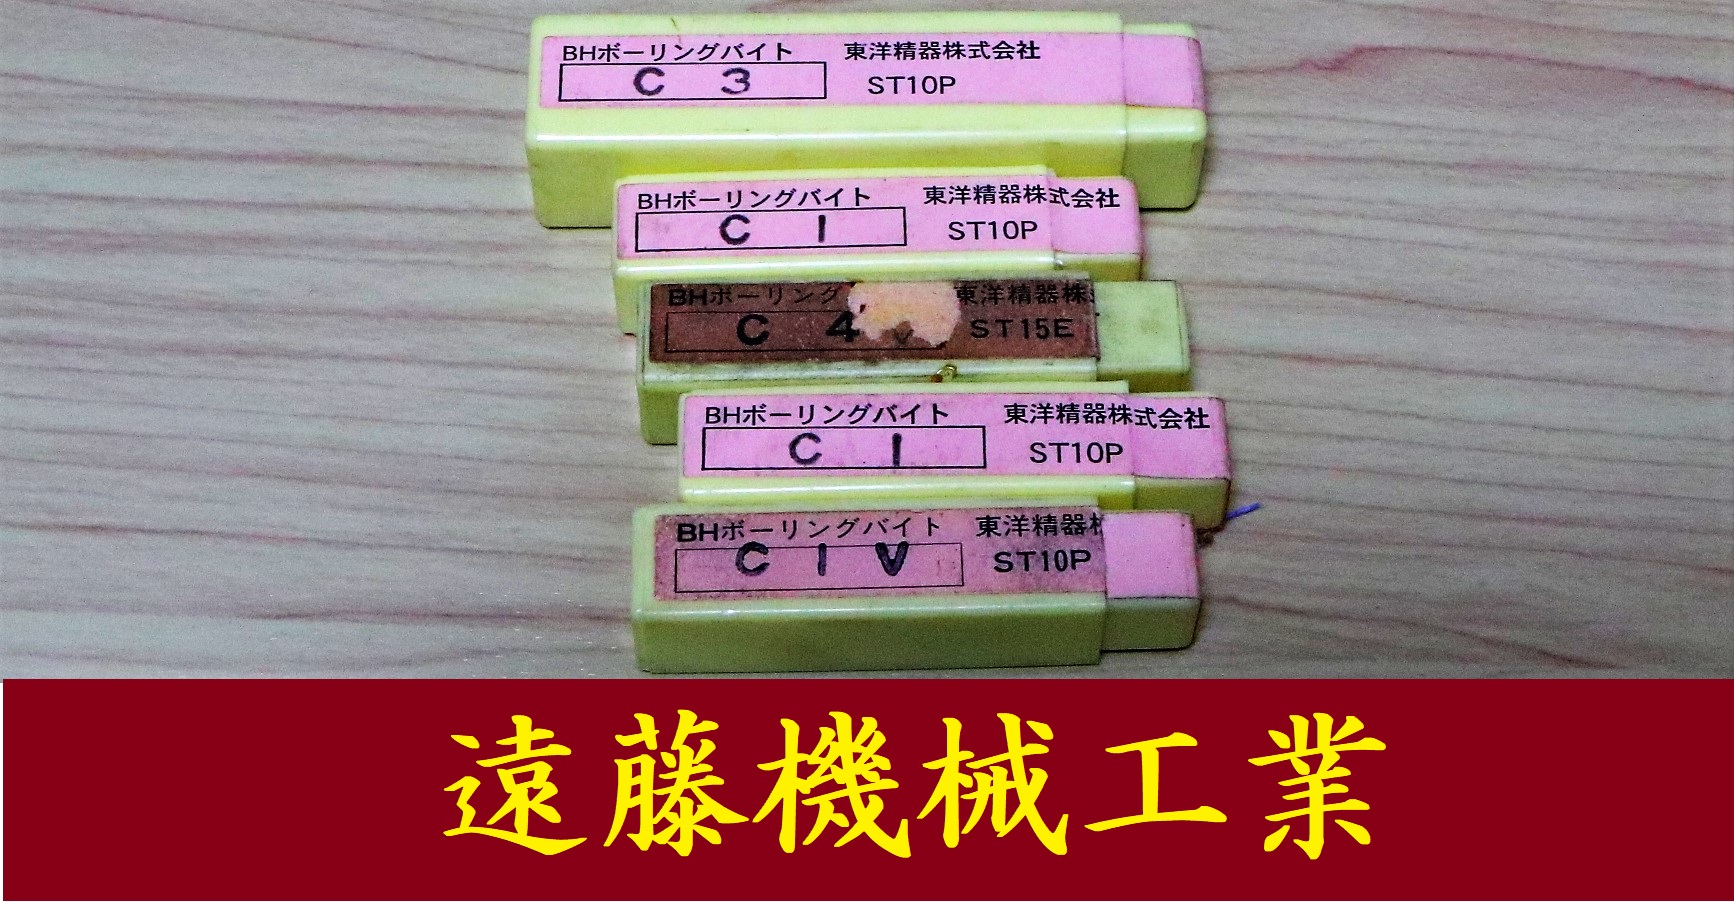 BHボーリングバイト 東洋精器株式会社
C 3 ST10P
BHボーリングバイト 東洋精器株式会社
C 1 ST10P
BHボーリング 東洋精器株
C 4 ST15E
BHボーリングバイト 東洋精器株式会社
C 1 ST10P
BHボーリングバイト 東洋精器株
C 1 V ST10P
遠藤機械工業